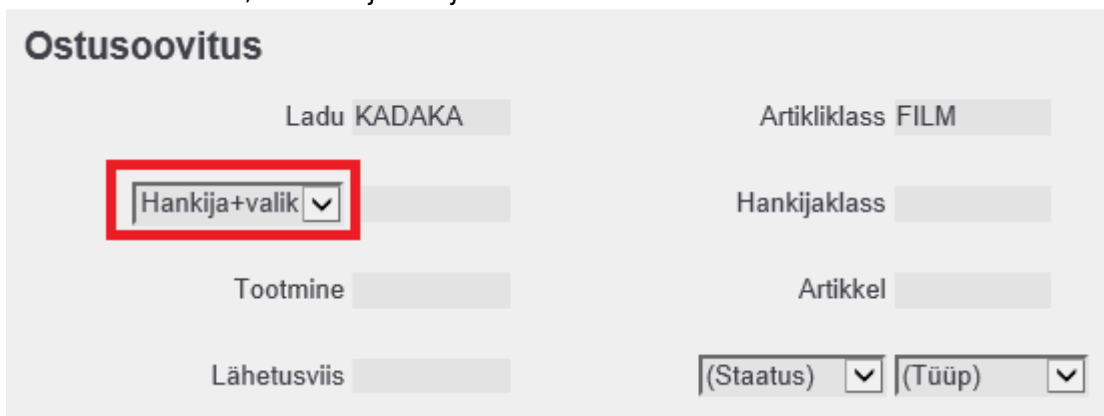 Ostusoovitus
Ladu KADAKA Artikliklass FILM
Hankija+valik Hankijaklass
Tootmine Artikkel
Lähetusviis (Staatus) (Tüüp)